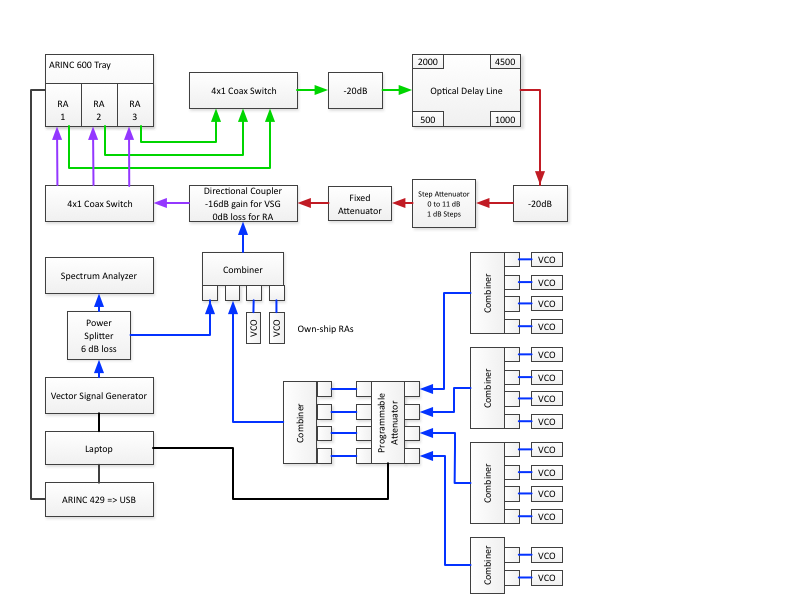 ARINC 600 Tray
RA
1
RA
2
RA
3
4x1 Coax Switch
-20dB
2000
4500
Optical Delay Line
500
1000
4x1 Coax Switch
Directional Coupler
-16dB gain for VSG
0dB loss for RA
Fixed
Attenuator
Step Attenuator
0 to 11 dB
1 dB Steps
-20dB
Spectrum Analyzer
Combiner
VCO
VCO
Own-ship RAs
Power
Splitter
6 dB loss
Vector Signal Generator
Laptop
ARINC 429 => USB
Combiner
Programmable
Attenuator
Combiner
VCO
VCO
VCO
VCO
Combiner
VCO
VCO
VCO
VCO
Combiner
VCO
VCO
VCO
VCO
Combiner
VCO
VCO